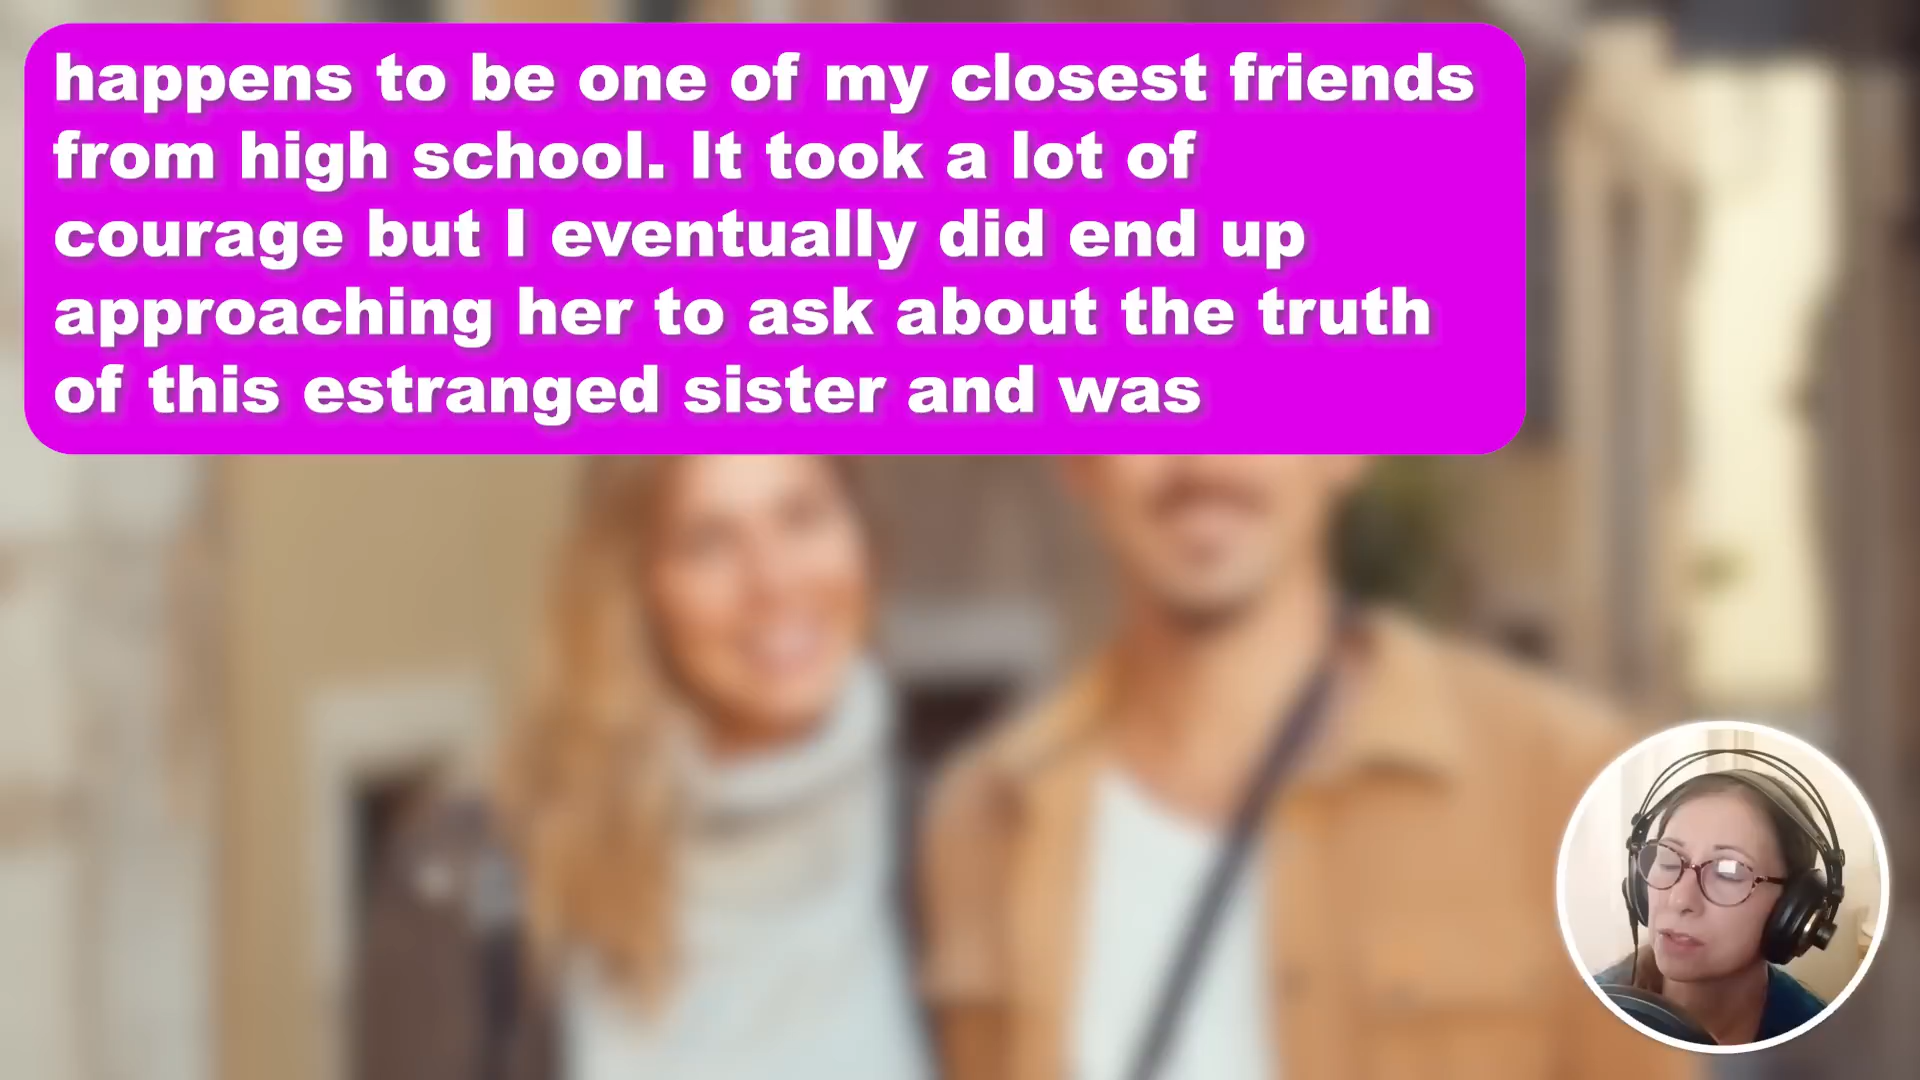 happens to be one of my closest friends
from high school. It took a lot of
courage but I eventually did end up
approaching her to ask about the truth
of this estranged sister and was